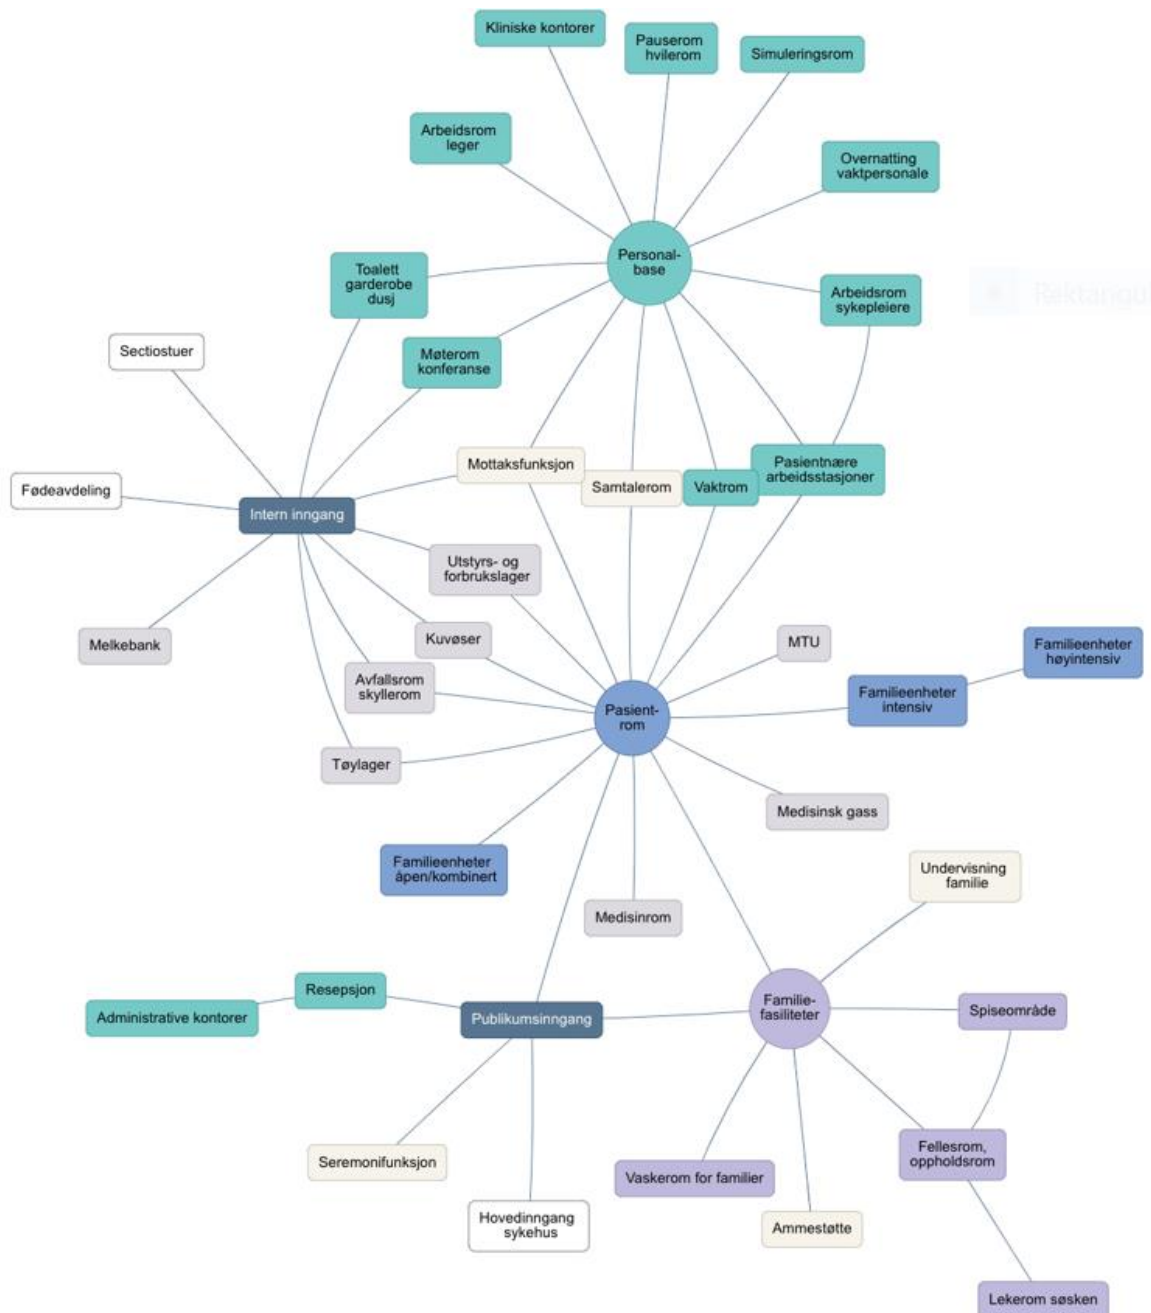 Kliniske kontorer
Pauserom
hvilerom
Simuleringsrom
Arbeidsrom
leger
Overnatting
vaktpersonale
Personal-
base
Toalett
garderobe
dusj
Arbeidsrom
sykepleiere
Rektangul
Sectiostuer
Møterom
konferanse
Mottaksfunksjon
Samtalerom
Vaktrom
Pasientnære
arbeidsstasjoner
Fødeavdeling
Intern inngang
Utstyrs- og
forbrukslager
Melkebank
Kuvøser
MTU
Familieenheter
høyintensiv
Avfallsrom
skyllerom
Familieenheter
intensiv
Pasient-
rom
Tøylager
Medisinsk gass
Familieenheter
åpen/kombinert
Undervisning
familie
Medisinrom
Resepsjon
Administrative kontorer
Publikumsinngang
Familie-
fasiliteter
Spiseområde
Seremonifunksjon
Fellesrom,
oppholdsrom
Vaskerom for familier
Hovedinngang
sykehus
Ammestøtte
Lekerom søsken